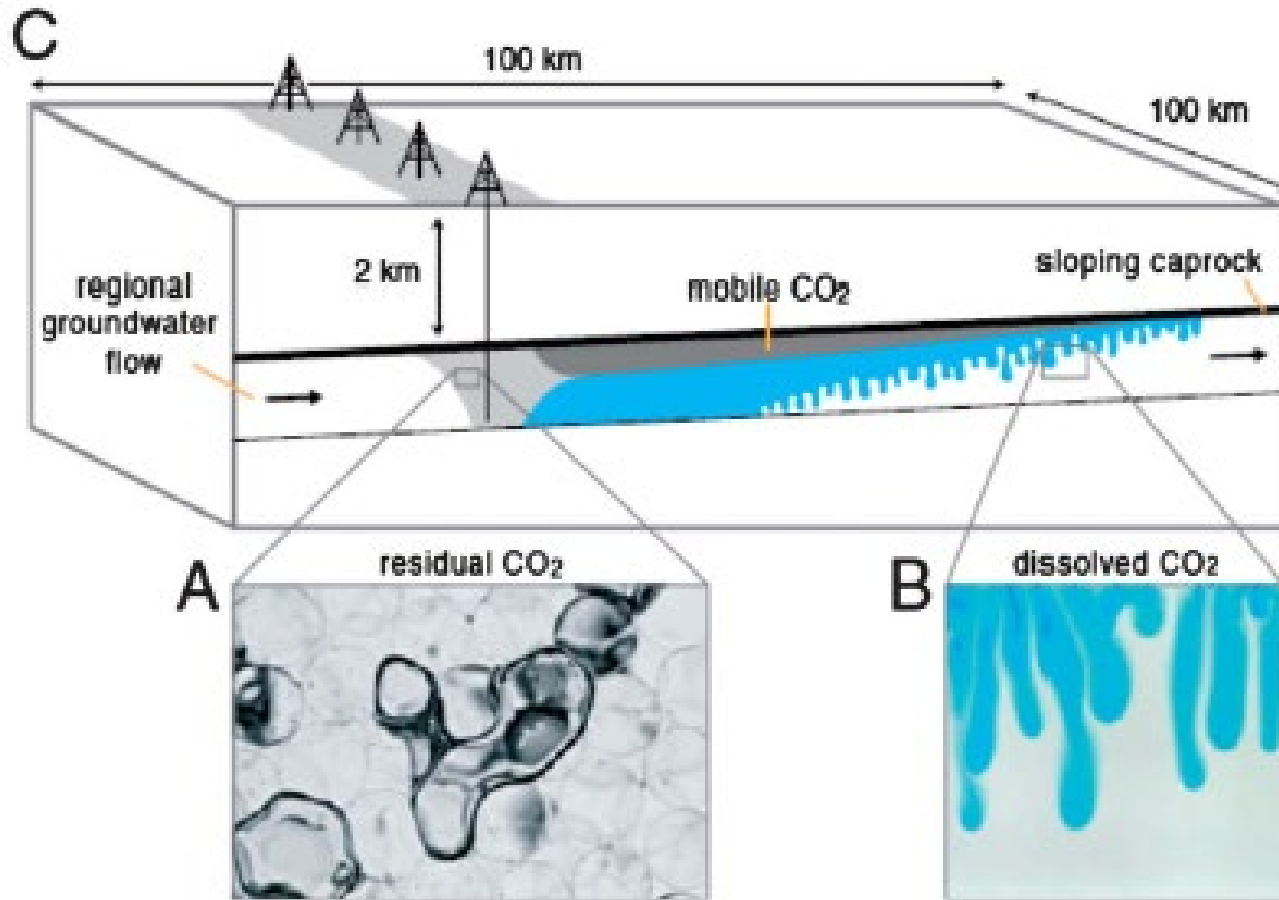 C
100 km
100 km
2 km
sloping caprock
regional
groundwater
flow
mobile CO₂
A
residual CO₂
B
dissolved CO₂